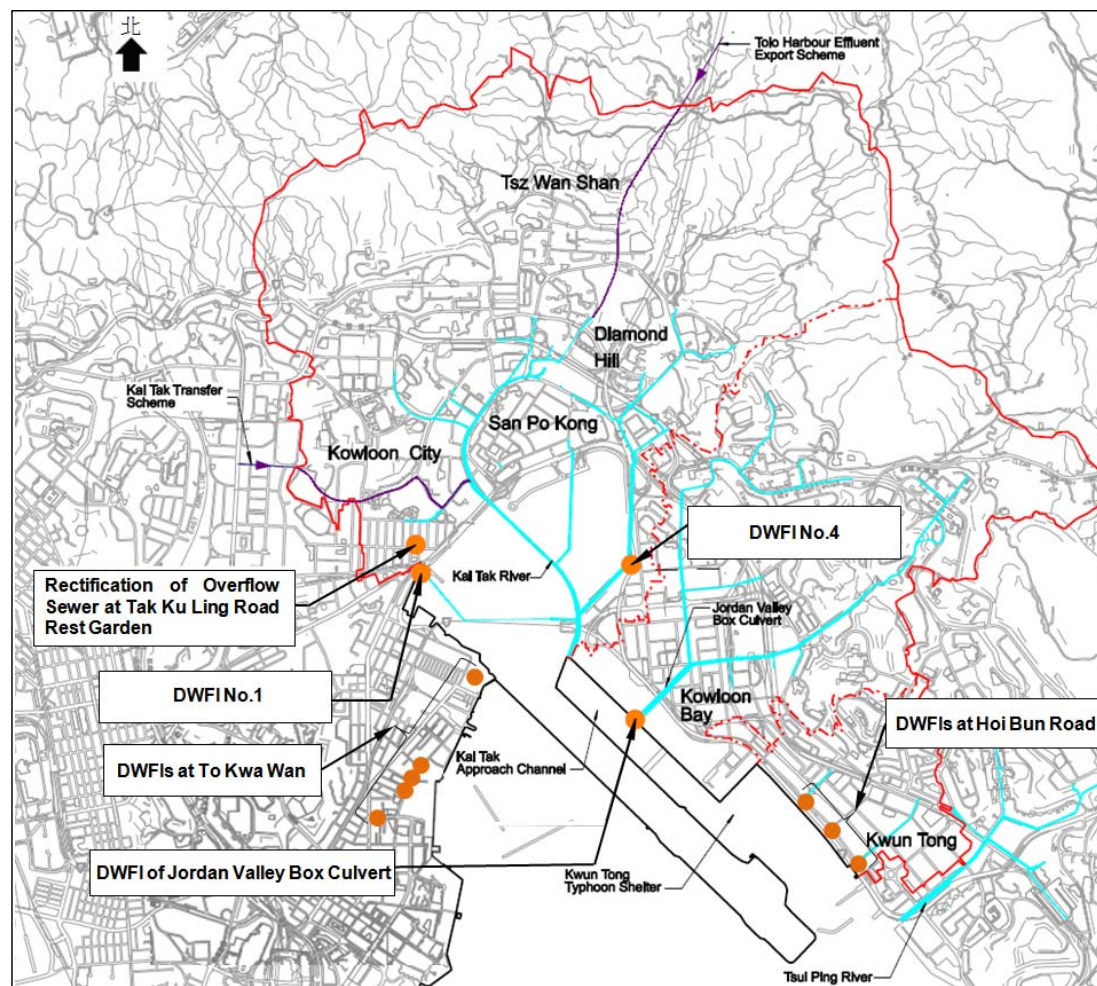 北
Tolo Harbour Effluent
Export Scheme
Tsz Wan Shan
Diamond
Hill
Kai Tak Transfer
Scheme
San Po Kong
Kowloon City
DWFI No.4
Rectification of Overflow
Sewer at Tak Ku Ling Road
Rest Garden
Kai Tak River
Jordan Valley
Box Culvert
DWFI No.1
Kowloon
Bay
DWFIs at Hoi Bun Road
DWFIs at To Kwa Wan
Kai Tak
Approach Channel
Kwun Tong
DWFI of Jordan Valley Box Culvert
Kwun Tong
Typhoon Shelter
Tsui Ping River